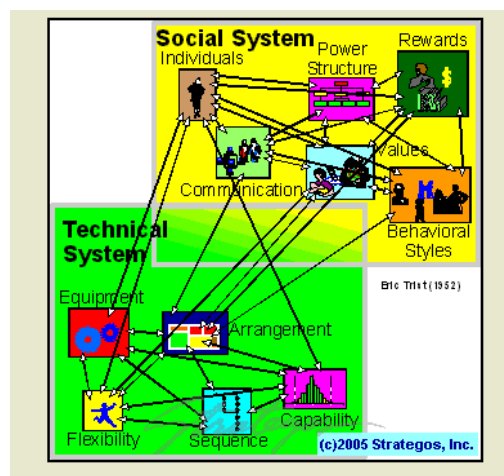 Social System
Individuals
Power
Structure
Rewards
Values
Communication
Behavioral
Styles
Technical
System
Eric Trist (1952)
Equipment
Arrangement
Flexibility
Sequence
Capability
(c)2005 Strategos, Inc.